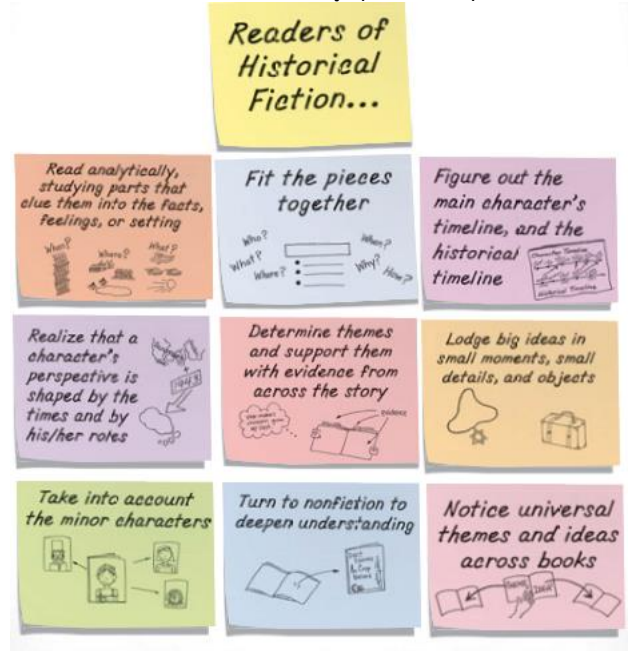 Readers of
Historical
Fiction...
Read analytically,
studying parts that
clue them into the facts,
feelings, or setting
When?
Where?
What?
Fit the pieces
together
Who?
What?
Where?
When?
Why?
How?
Figure out the
main character's
timeline, and the
historical
timeline
Character Timeline
Historical Timeline
Realize that a
character's
perspective is
shaped by the
times and by
his/her roles
1943
Determine themes
and support them
with evidence from
across the story
evidence
Lodge big ideas in
small moments, small
details, and objects
Take into account
the minor characters
Turn to nonfiction to
deepen understanding
Notice universal
themes and ideas
across books